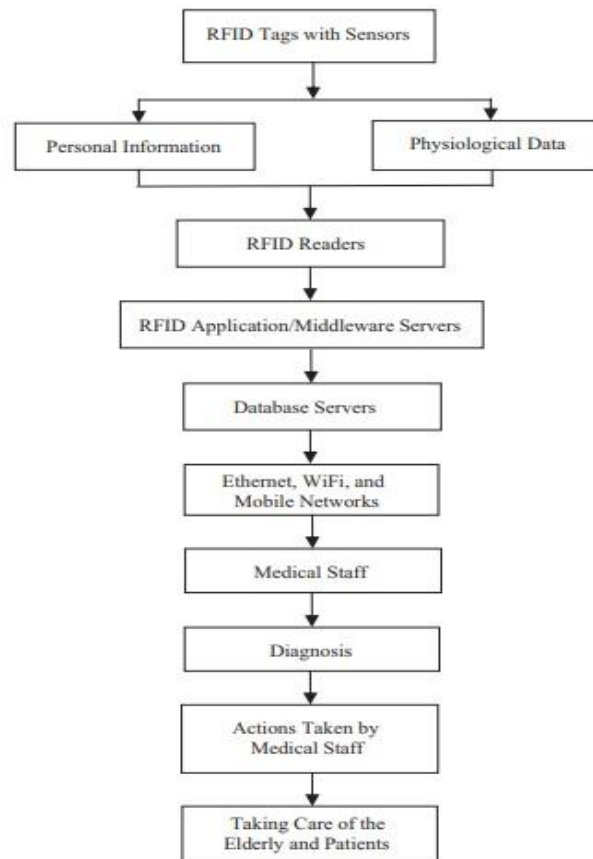 RFID Tags with Sensors
Personal Information
Physiological Data
RFID Readers
RFID Application/Middleware Servers
Database Servers
Ethernet, WiFi, and
Mobile Networks
Medical Staff
Diagnosis
Actions Taken by
Medical Staff
Taking Care of the
Elderly and Patients